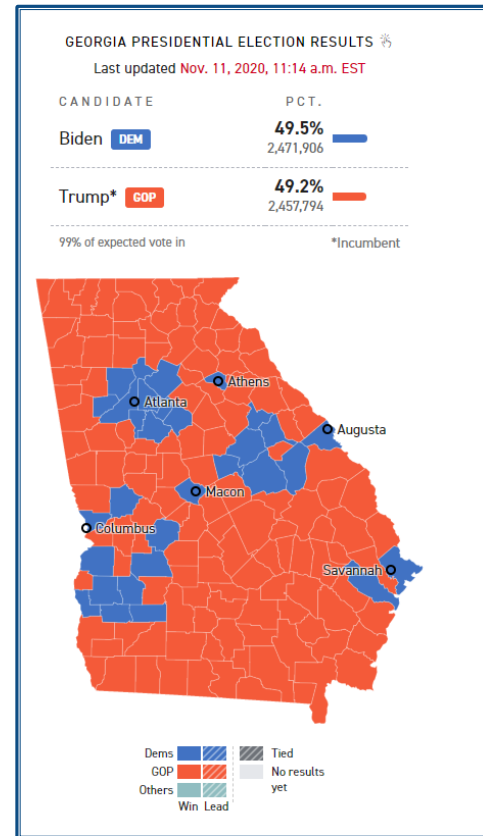 GEORGIA PRESIDENTIAL ELECTION RESULTS
Last updated Nov. 11, 2020, 11:14 a.m. EST
CANDIDATE PCT.
Biden DEM 49.5%
2,471,906
Trump* GOP 49.2%
2,457,794
99% of expected vote in *Incumbent
Athens
Atlanta
Augusta
Macon
Columbus
Savannah
Dems Tied
GOP No results
Others yet
Win Lead